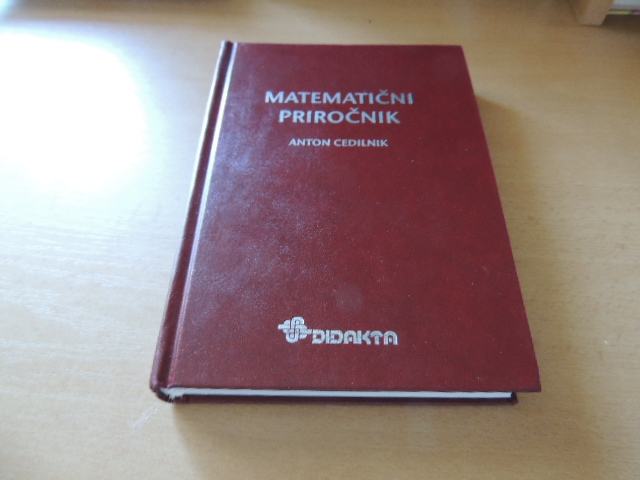 MATEMATIČNI
PRIROČNIK
ANTON CEDILNIK
DIDAKTA